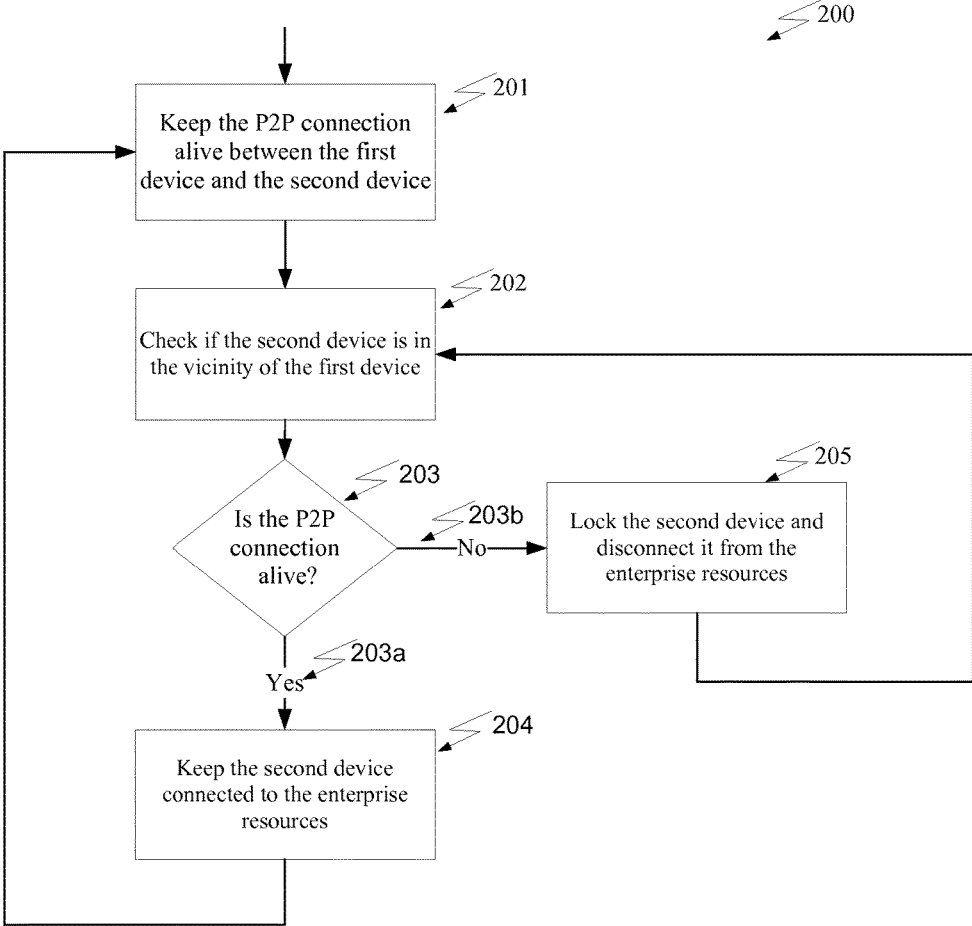 200
201
Keep the P2P connection
alive between the first
device and the second device
202
Check if the second device is in
the vicinity of the first device
203
Is the P2P
connection
alive?
203b
No
205
Lock the second device and
disconnect it from the
enterprise resources
203a
Yes
204
Keep the second device
connected to the enterprise
resources